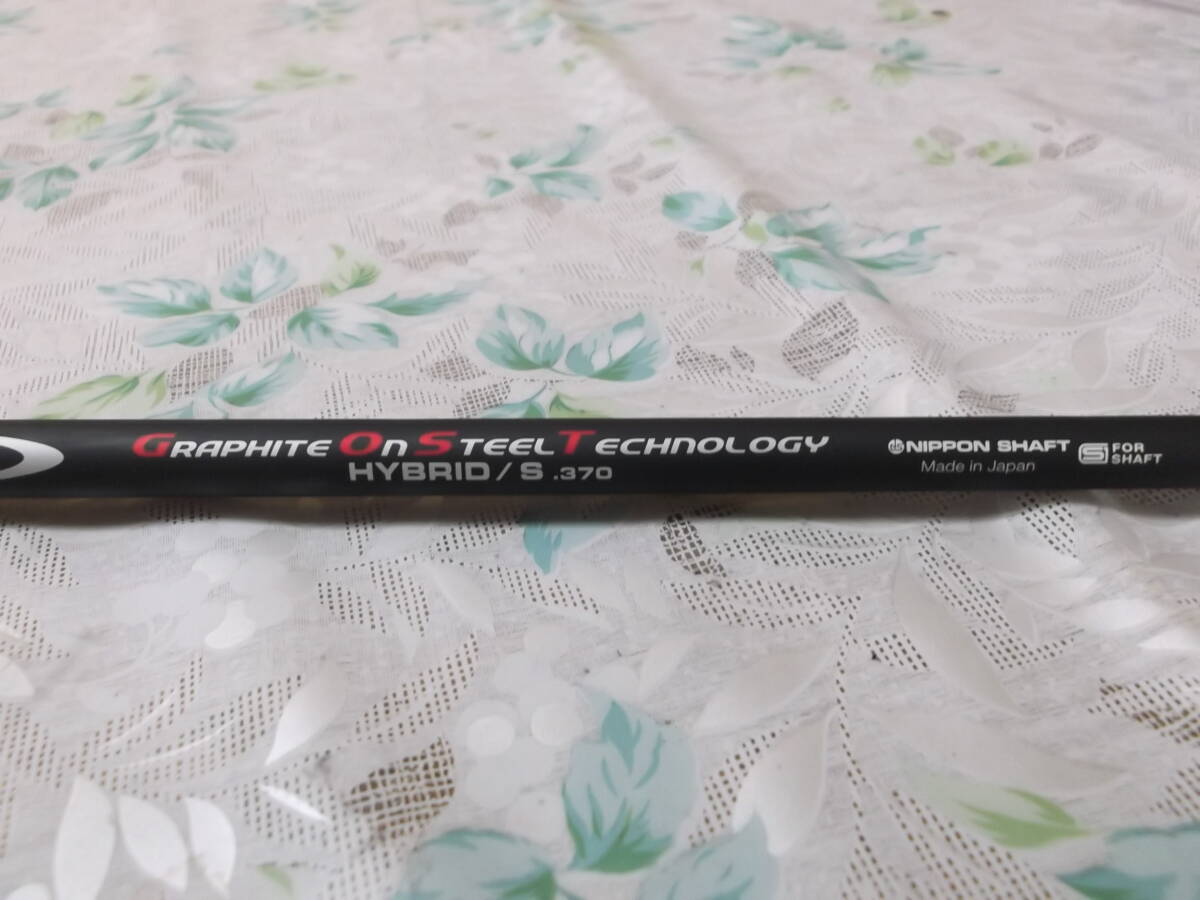 GRAPHITE ON STEEL TECHNOLOGY
HYBRID / S .370
NIPPON SHAFT
Made in Japan
S FOR
SHAFT